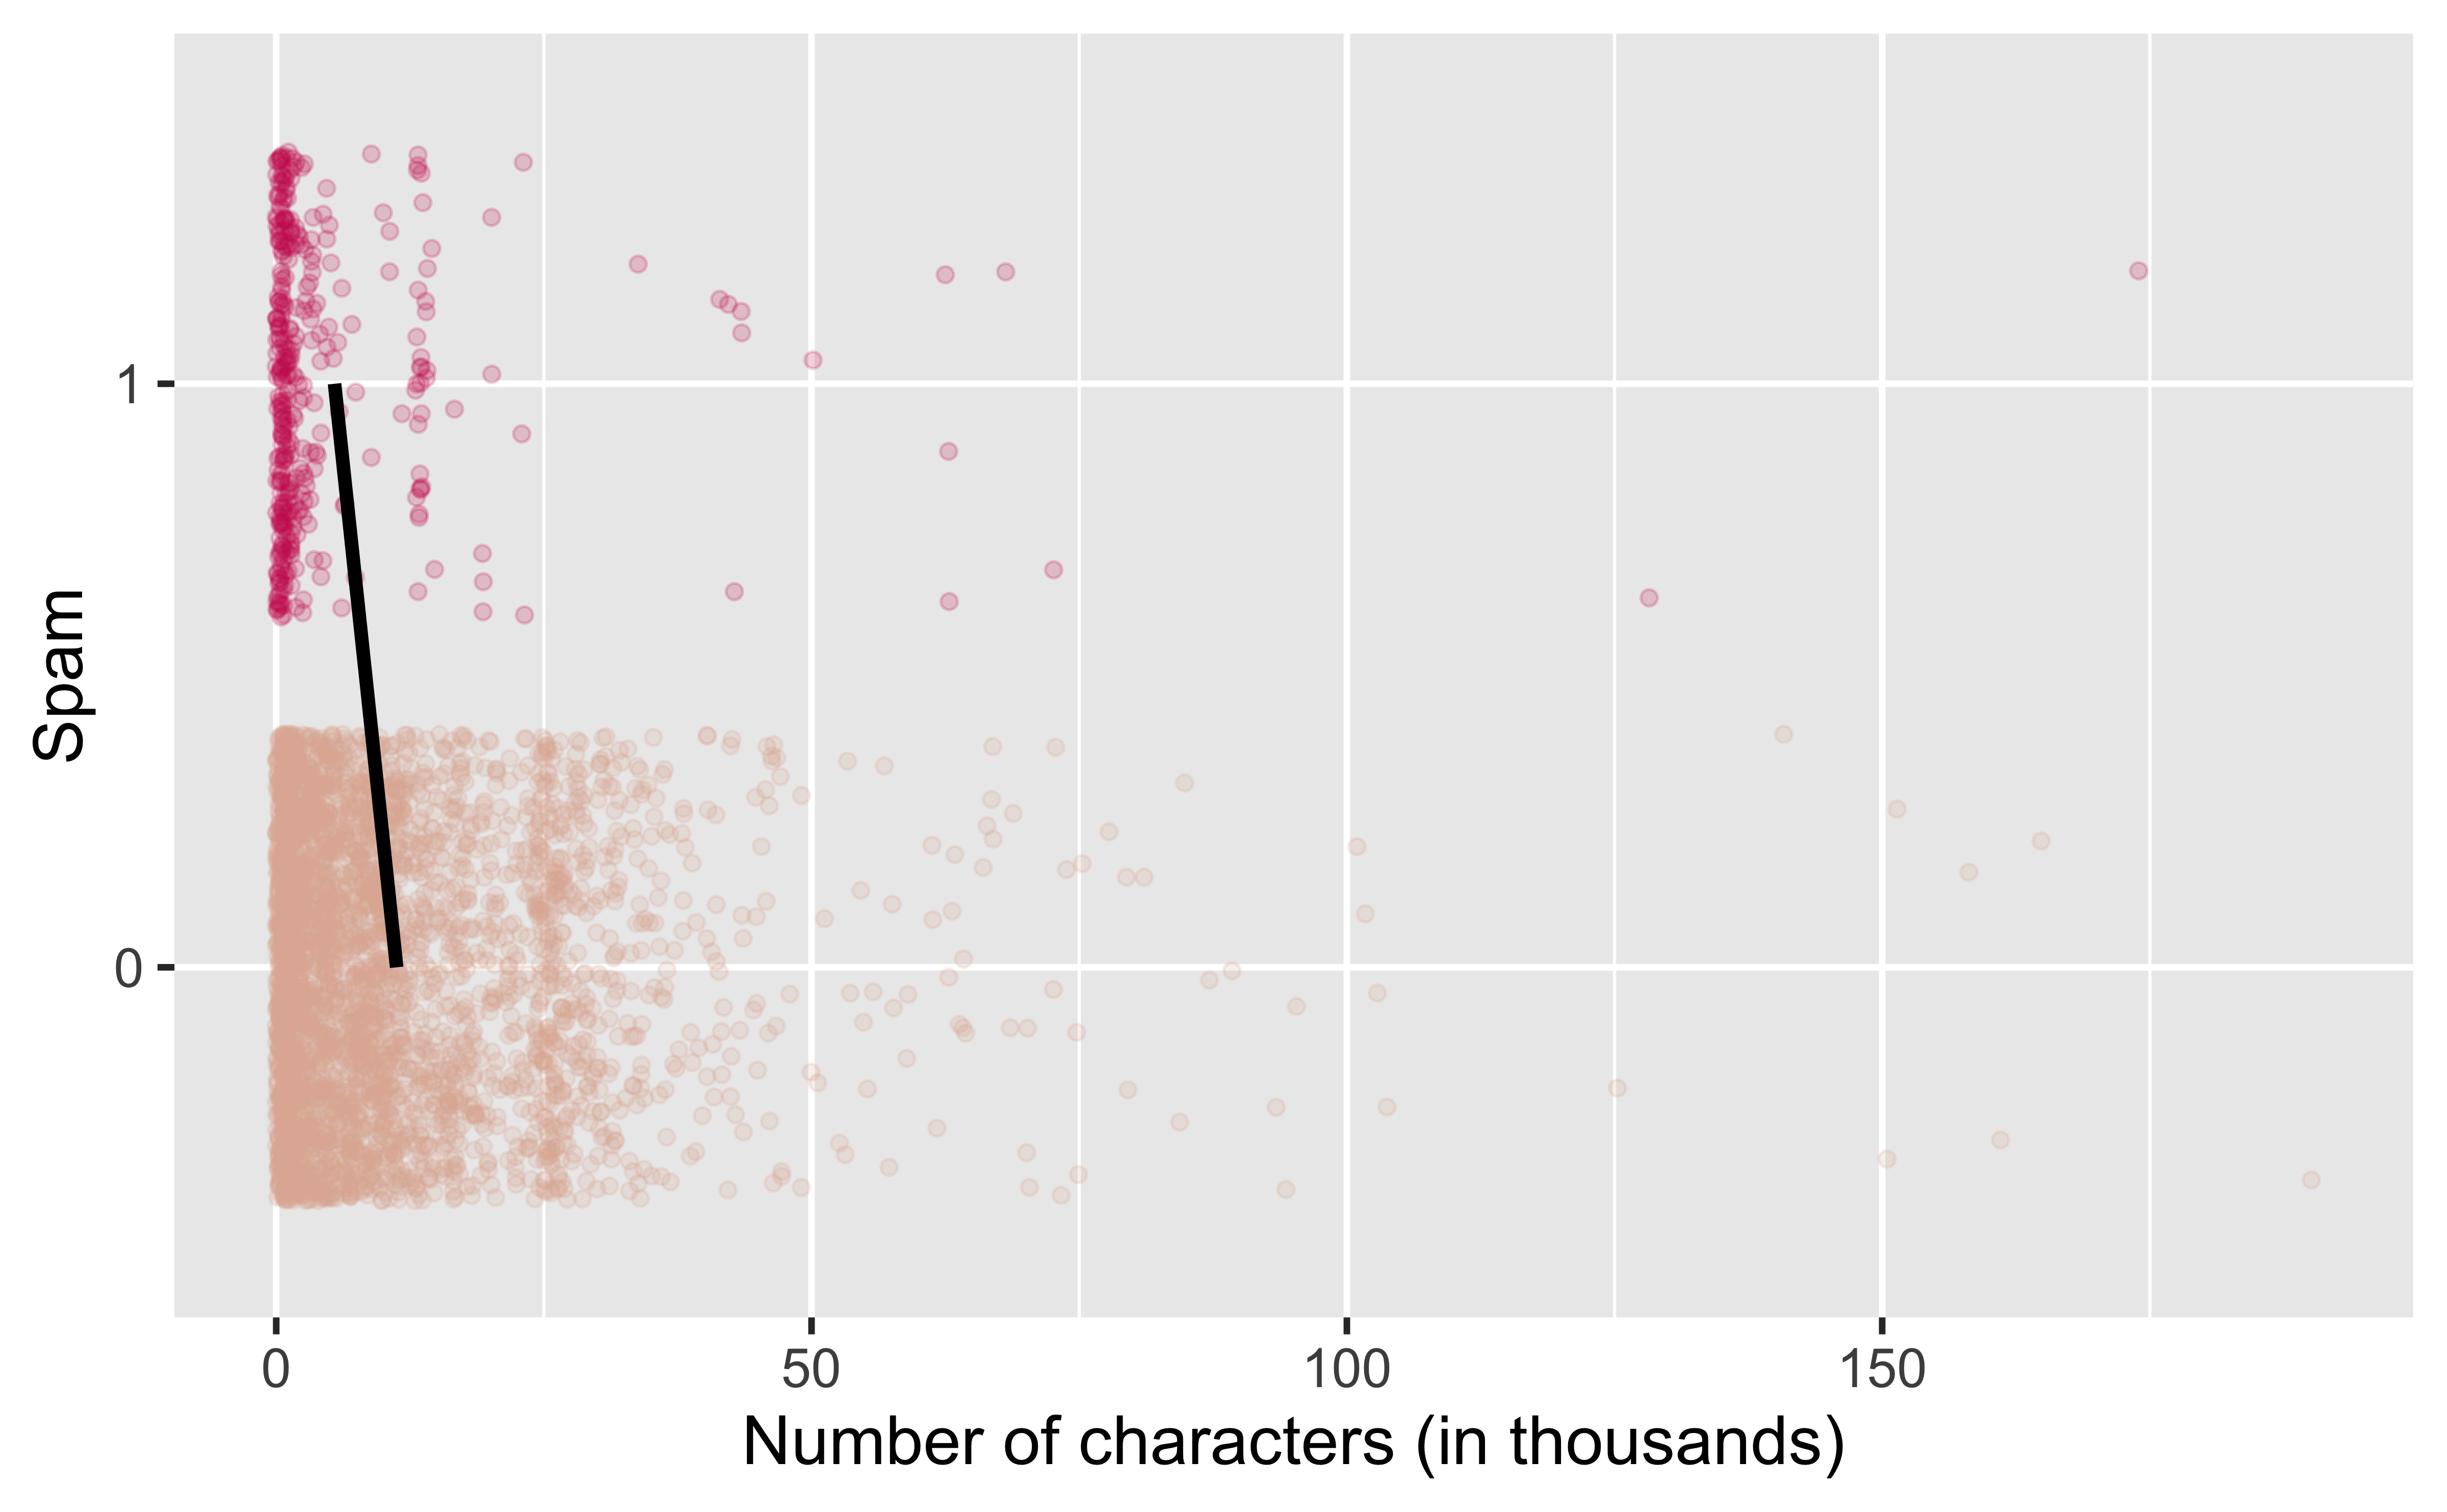 Spam
1
0
0 50 100 150
Number of characters (in thousands)